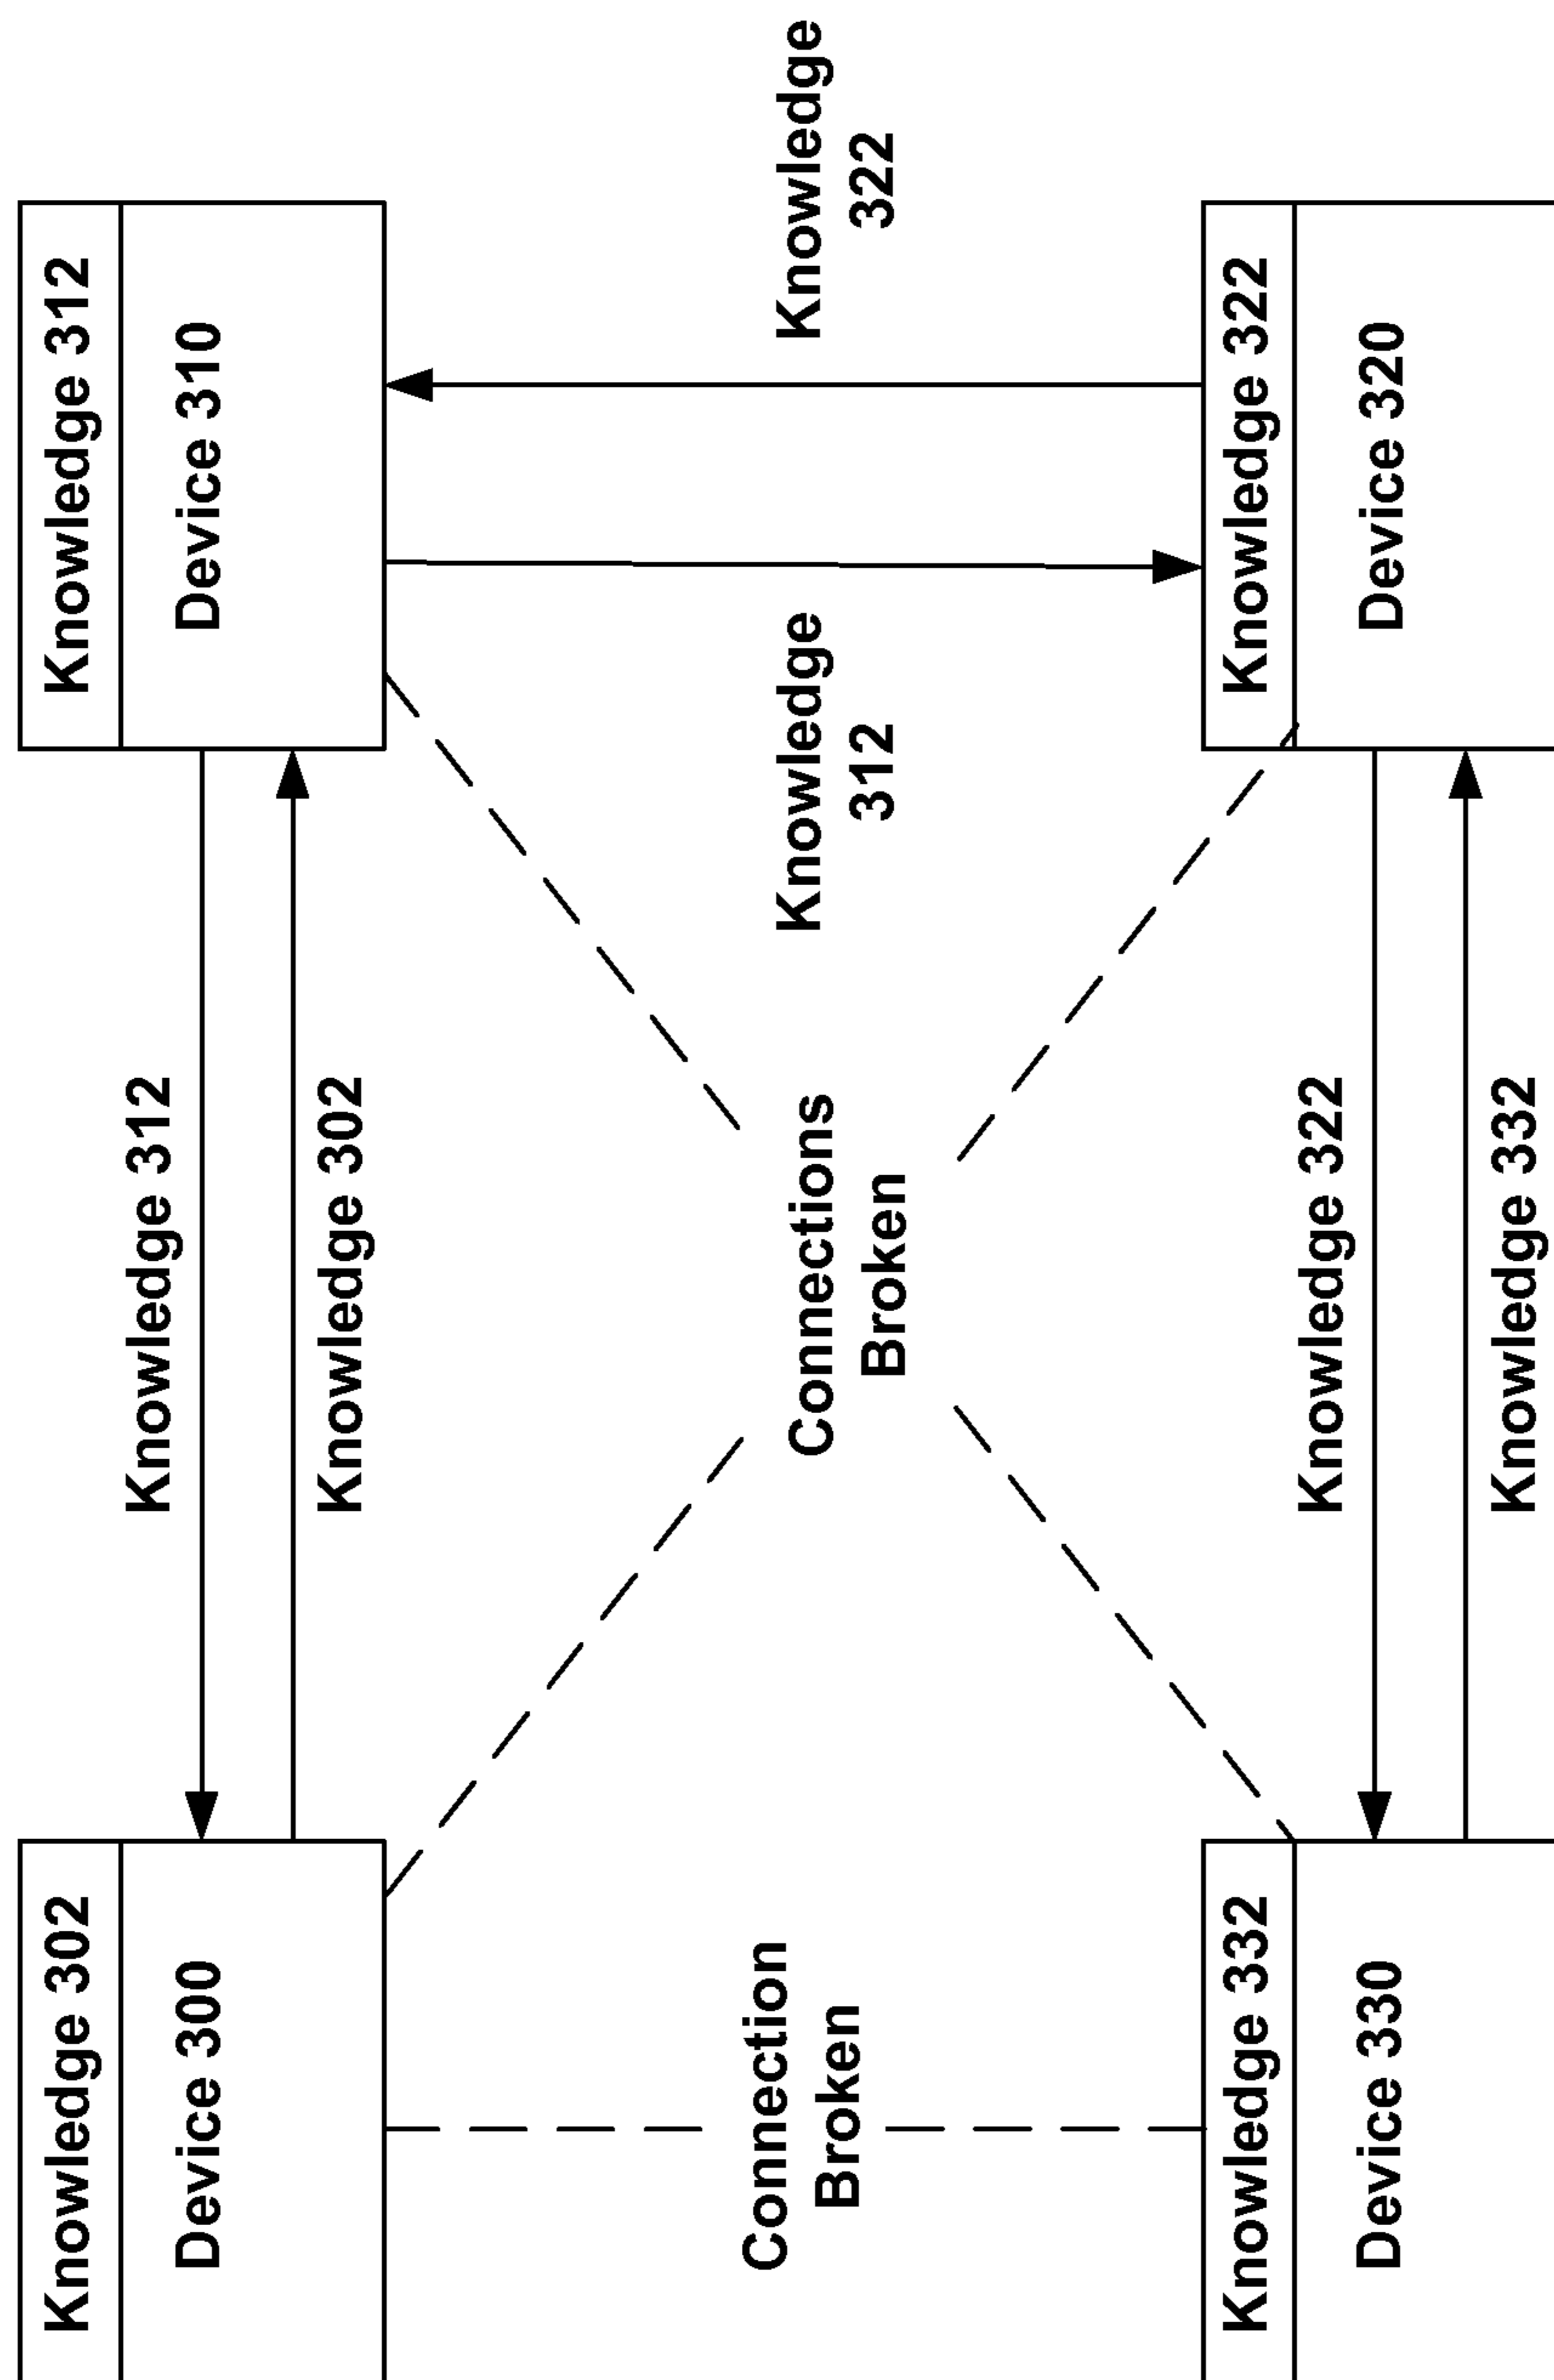 Knowledge 302
Device 300
Knowledge 312
Knowledge 302
Knowledge 312
Device 310
Connection
Broken
Connections
Broken
Knowledge
312
Knowledge
322
Knowledge 332
Device 330
Knowledge 322
Knowledge 332
Knowledge 322
Device 320